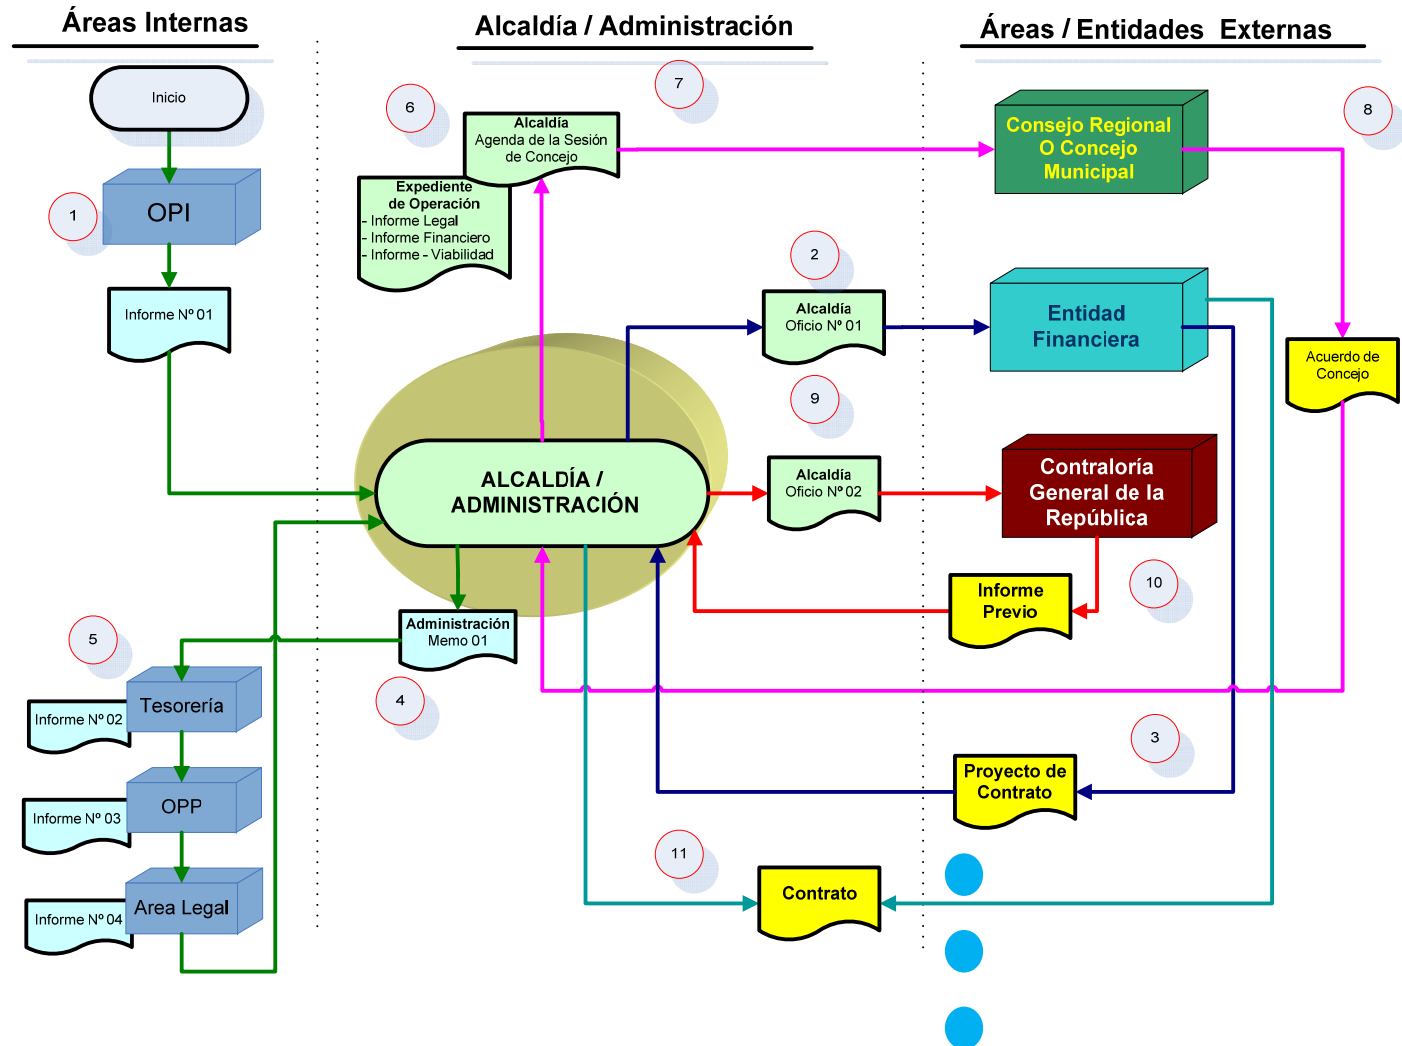 Áreas Internas
Alcaldía / Administración
Áreas / Entidades Externas
Inicio
1
OPI
Informe Nº 01
6
7
Alcaldía
Agenda de la Sesión
de Concejo
Expediente
de Operación
- Informe Legal
- Informe Financiero
- Informe - Viabilidad
Consejo Regional
O Concejo
Municipal
8
2
Alcaldía
Oficio Nº 01
Entidad
Financiera
Acuerdo de
Concejo
9
ALCALDÍA /
ADMINISTRACIÓN
Alcaldía
Oficio Nº 02
Contraloría
General de la
República
10
Informe
Previo
Administración
Memo 01
4
5
Tesorería
Informe Nº 02
OPP
Informe Nº 03
Area Legal
Informe Nº 04
3
Proyecto de
Contrato
11
Contrato